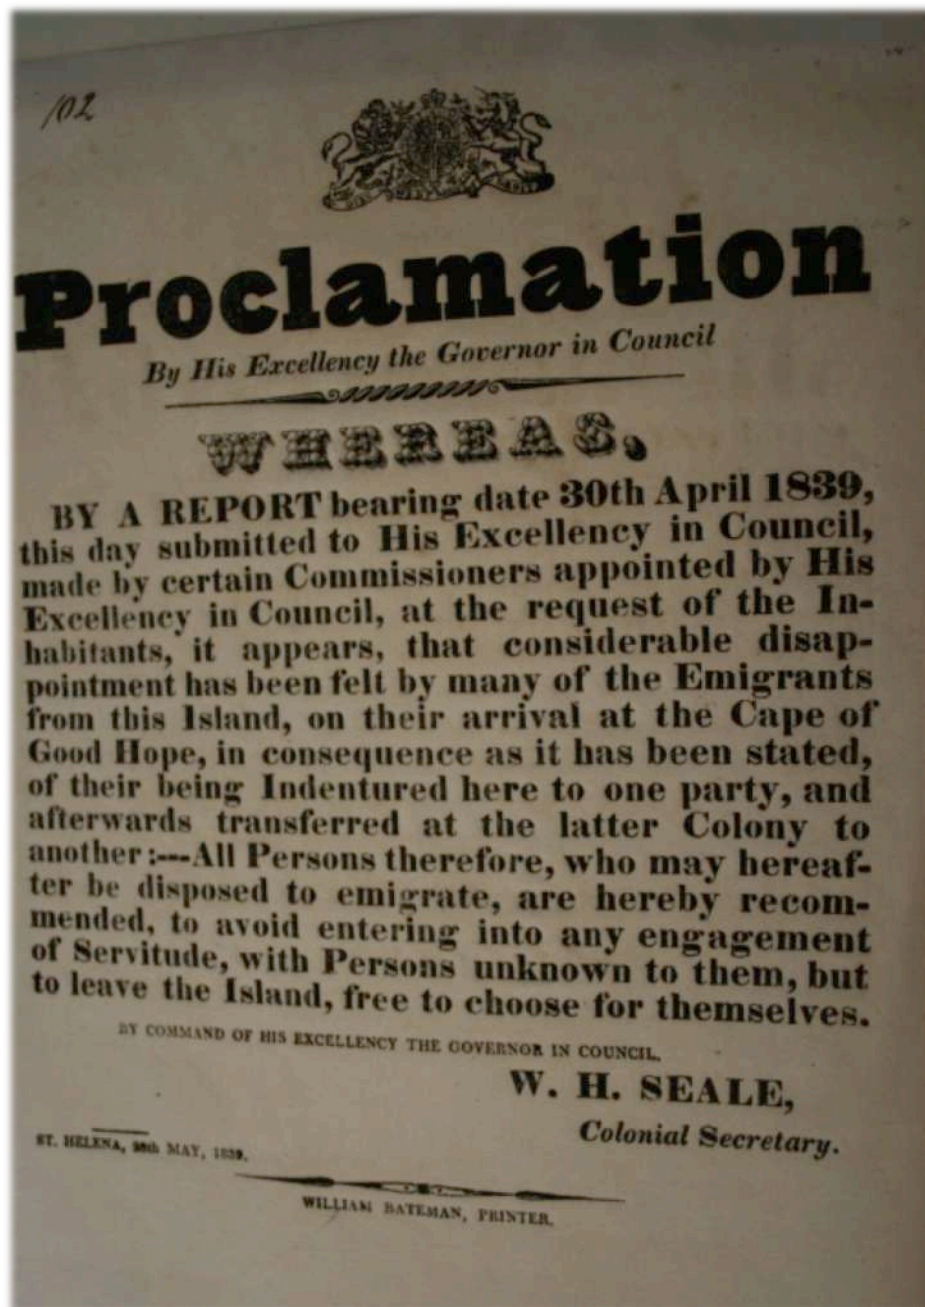 102
Proclamation
By His Excellency the Governor in Council
WHEREAS,
BY A REPORT bearing date 30th April 1839,
this day submitted to His Excellency in Council,
made by certain Commissioners appointed by His
Excellency in Council, at the request of the In-
habitants, it appears, that considerable disap-
pointment has been felt by many of the Emigrants
from this Island, on their arrival at the Cape of
Good Hope, in consequence as it has been stated,
of their being Indentured here to one party, and
afterwards transferred at the latter Colony to
another:---All Persons therefore, who may hereaf-
ter be disposed to emigrate, are hereby recom-
mended, to avoid entering into any engagement
of Servitude, with Persons unknown to them, but
to leave the Island, free to choose for themselves.
BY COMMAND OF HIS EXCELLENCY THE GOVERNOR IN COUNCIL.
W. H. SEALE,
Colonial Secretary.
ST. HELENA, MAY, 1839.
WILLIAM BATEMAN, PRINTER.